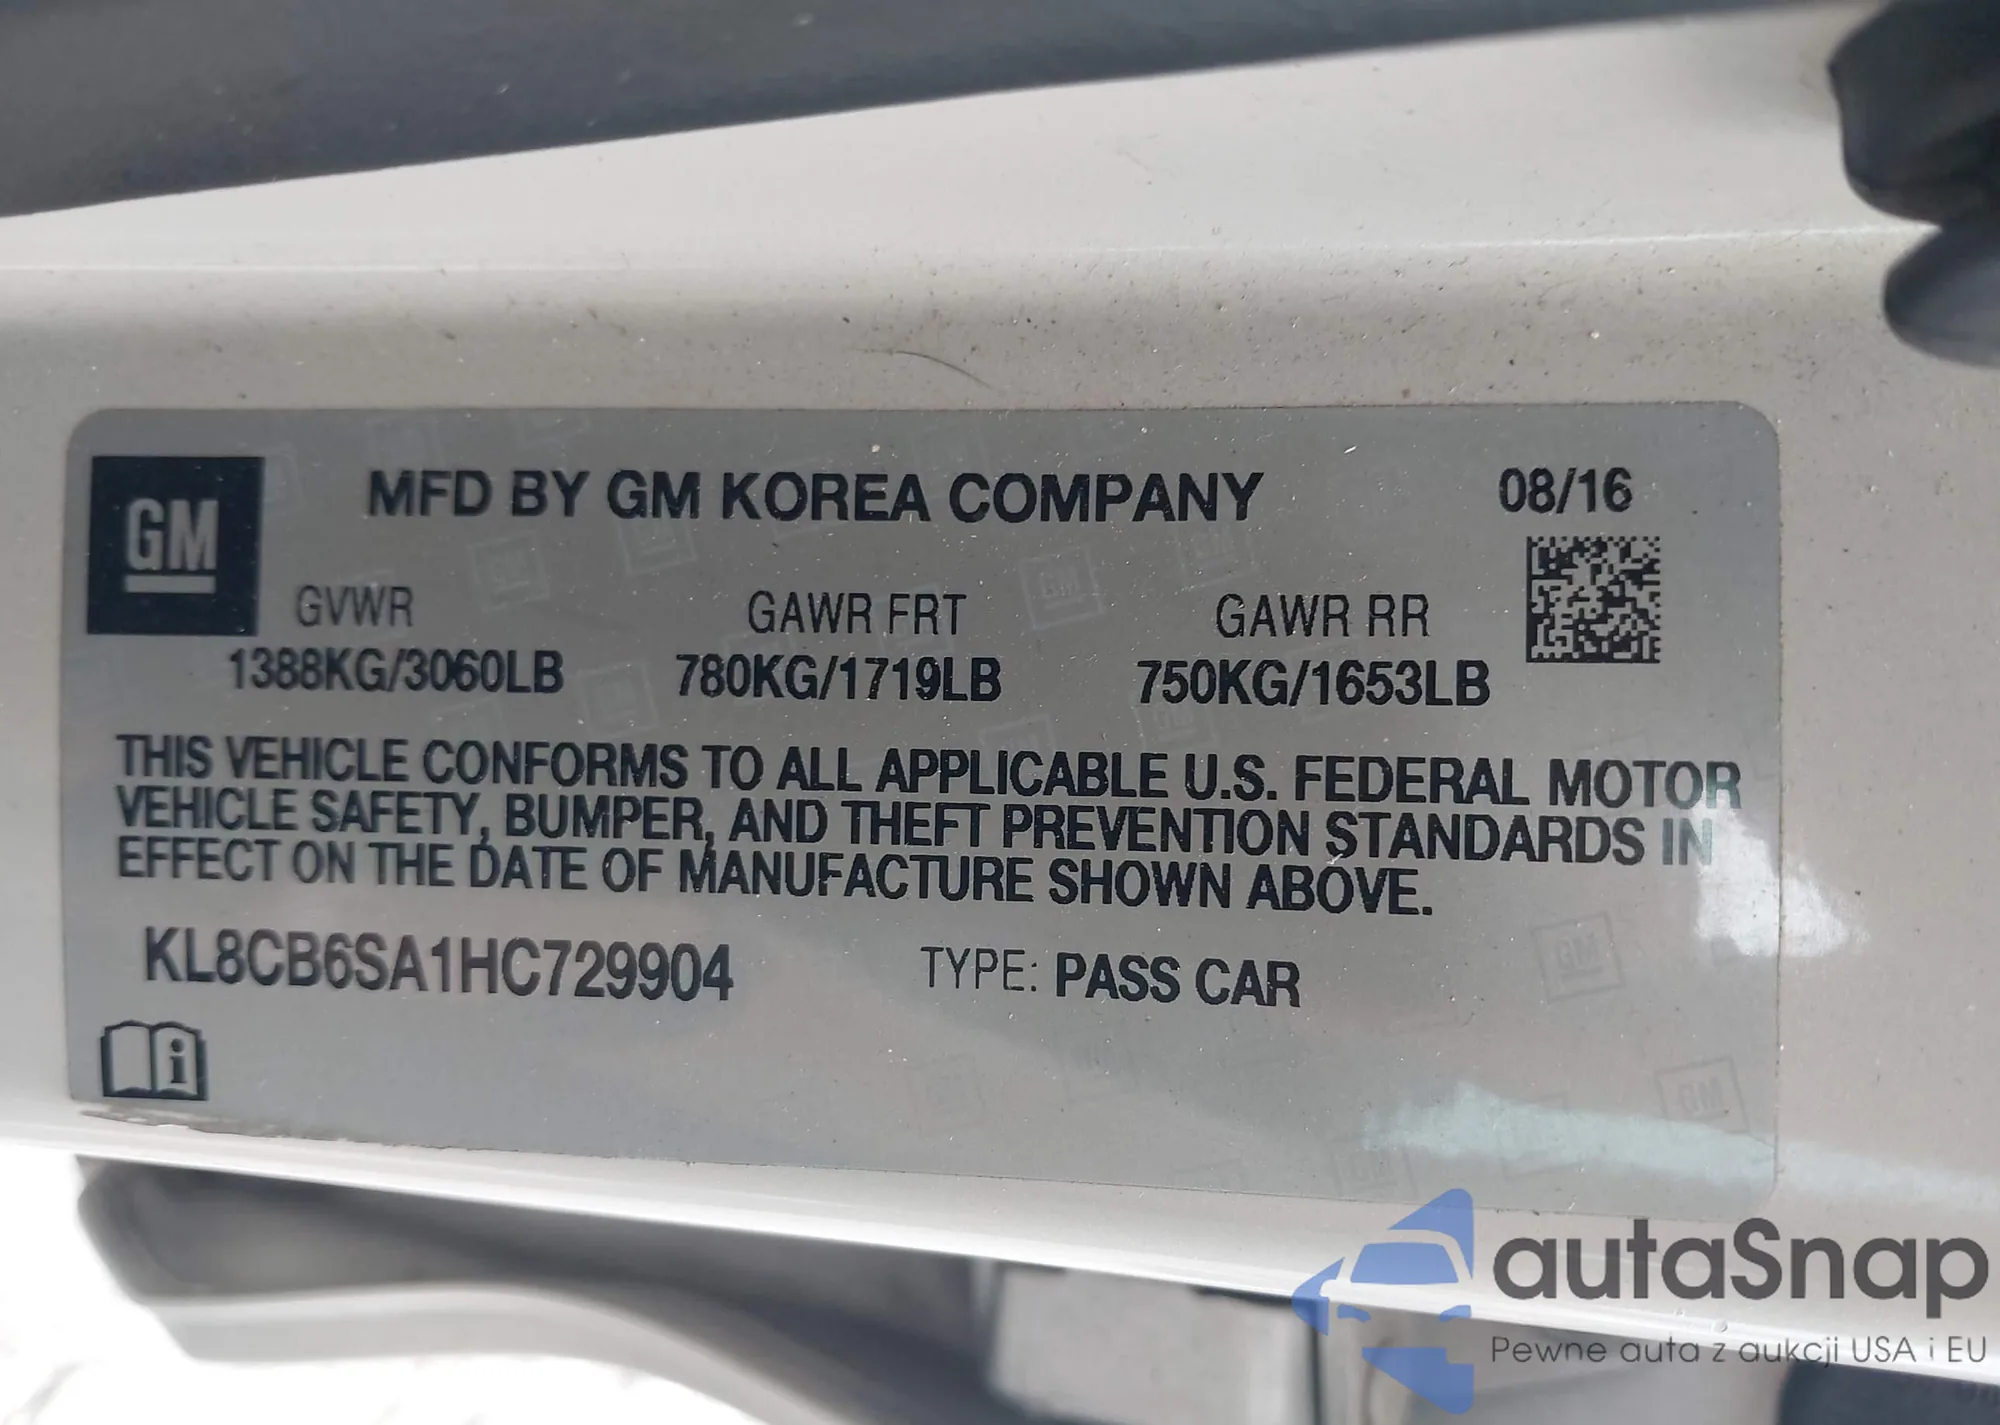 MFD BY GM KOREA COMPANY 08/16
GM
GVWR GAWR FRT GAWR RR
1388KG/3060LB 780KG/1719LB 750KG/1653LB
THIS VEHICLE CONFORMS TO ALL APPLICABLE U.S. FEDERAL MOTOR
VEHICLE SAFETY, BUMPER, AND THEFT PREVENTION STANDARDS IN
EFFECT ON THE DATE OF MANUFACTURE SHOWN ABOVE.
KL8CB6SA1HC729904 TYPE: PASS CAR
i
autaSnap
Pewne auta z aukcji USA i EU